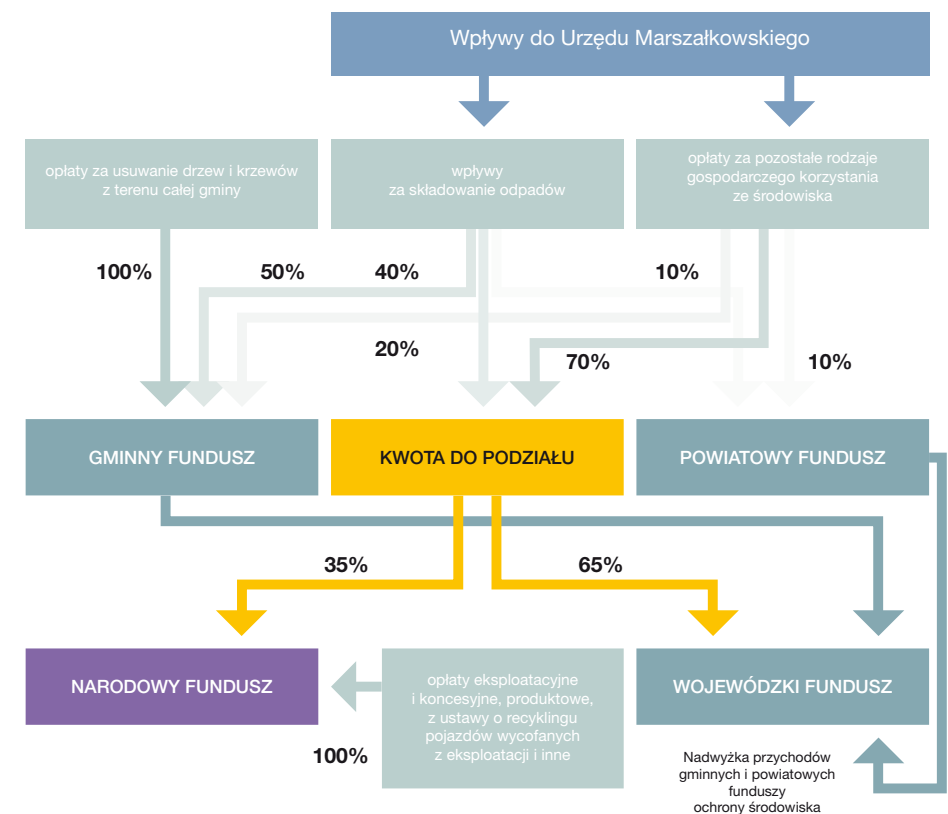 Wpływy do Urzędu Marszałkowskiego
opłaty za usuwanie drzew i krzewów
z terenu całej gminy
wpływy
za składowanie odpadów
opłaty za pozostałe rodzaje
gospodarczego korzystania
ze środowiska
100%
50%
40%
10%
20%
70%
10%
GMINNY FUNDUSZ
KWOTA DO PODZIAŁU
POWIATOWY FUNDUSZ
35%
65%
NARODOWY FUNDUSZ
opłaty eksploatacyjne
i koncesyjne, produktowe,
z ustawy o recyklingu
pojazdów wycofanych
z eksploatacji i inne
WOJEWÓDZKI FUNDUSZ
100%
Nadwyżka przychodów
gminnych i powiatowych
funduszy
ochrony środowiska